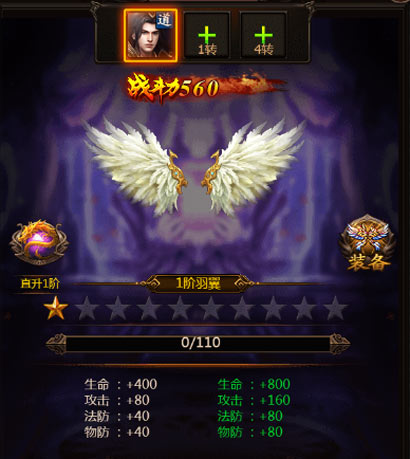 道
1转
4转
战斗力560
装备
直升1阶
1阶羽翼
0/110
生命 : +400 生命 : +800
攻击 : +80 攻击 : +160
法防 : +40 法防 : +80
物防 : +40 物防 : +80